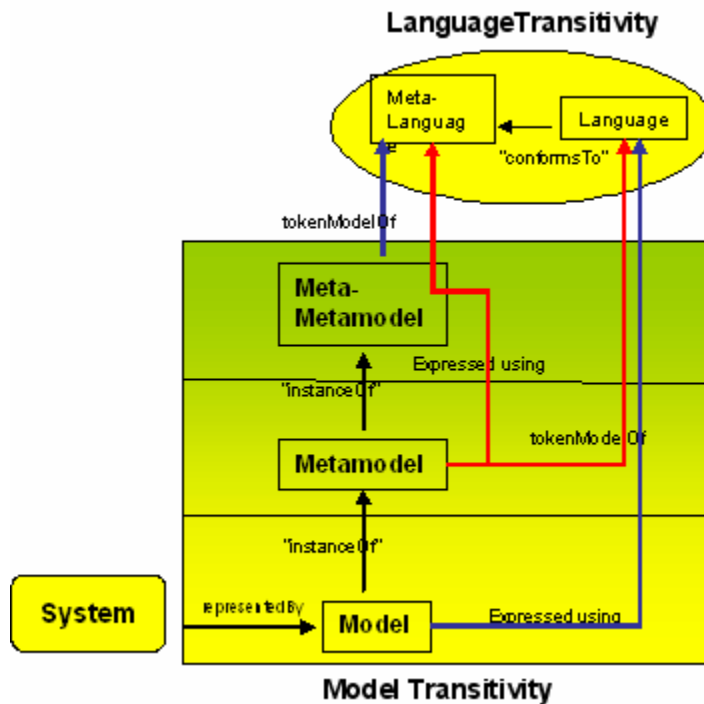 LanguageTransitivity
Meta-
Languag
e
Language
"conformsTo"
tokenModelOf
Meta-
Metamodel
Expressed using
"instanceOf"
tokenModelOf
Metamodel
"instanceOf"
System
representedBy
Model
Expressed using
Model Transitivity